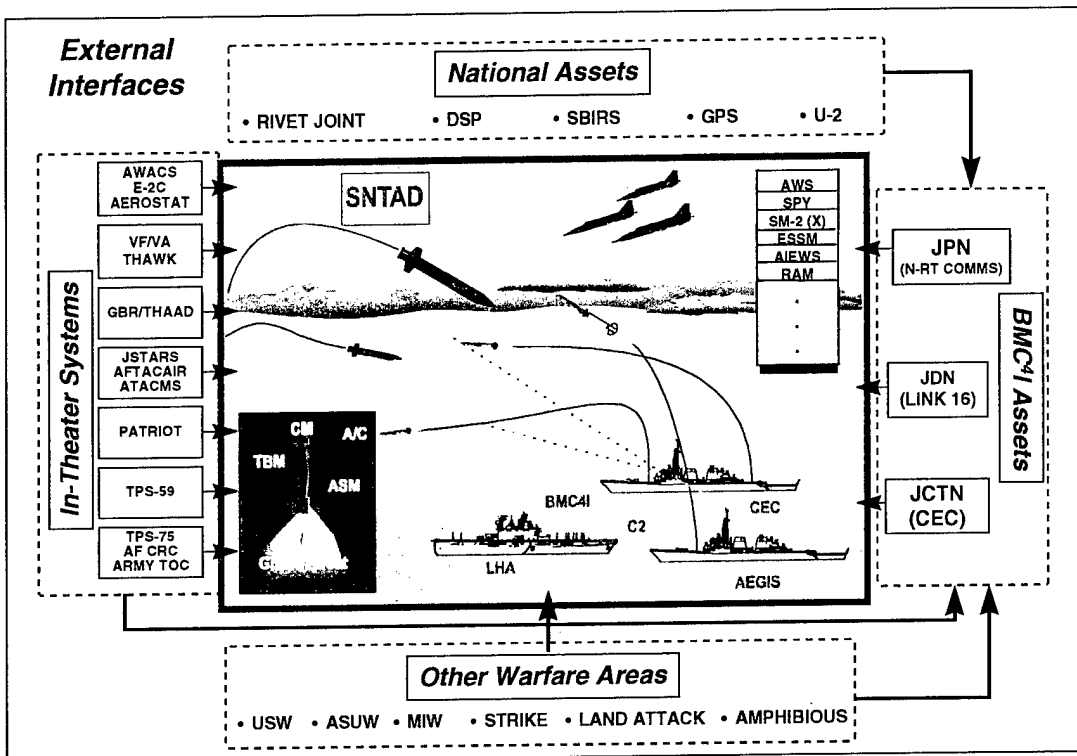 External
Interfaces
National Assets
• RIVET JOINT • DSP • SBIRS • GPS • U-2
In-Theater Systems
AWACS
E-2C
AEROSTAT
VF/VA
THAWK
GBR/THAAD
JSTARS
AFTACAIR
ATACMS
PATRIOT
TPS-59
TPS-75
AF CRC
ARMY TOC
SNTAD
AWS
SPY
SM-2 (X)
ESSM
AIEWS
RAM
CM
A/C
TBM
ASM
BMC4I
C2
CEC
LHA
AEGIS
JPN
(N-RT COMMS)
JDN
(LINK 16)
JCTN
(CEC)
BMC⁴I Assets
Other Warfare Areas
• USW • ASUW • MIW • STRIKE • LAND ATTACK • AMPHIBIOUS